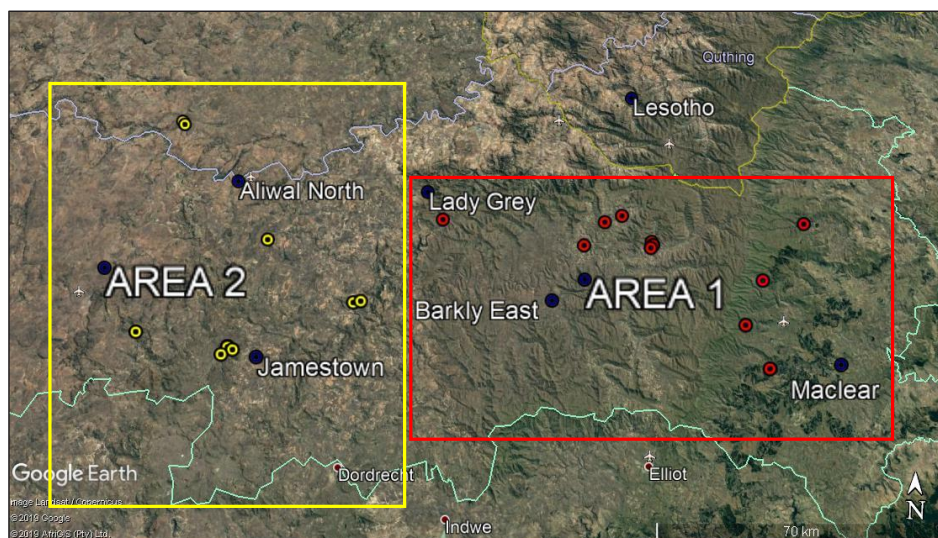 Quthing
Lesotho
Aliwal North
Lady Grey
AREA 2
AREA 1
Barkly East
Jamestown
Maclear
Google Earth
Dordrecht
Elliot
Image Landsat / Copernicus
©2019 Google
©2019 AfriGIS (Pty) Ltd.
Indwe
70 km
N